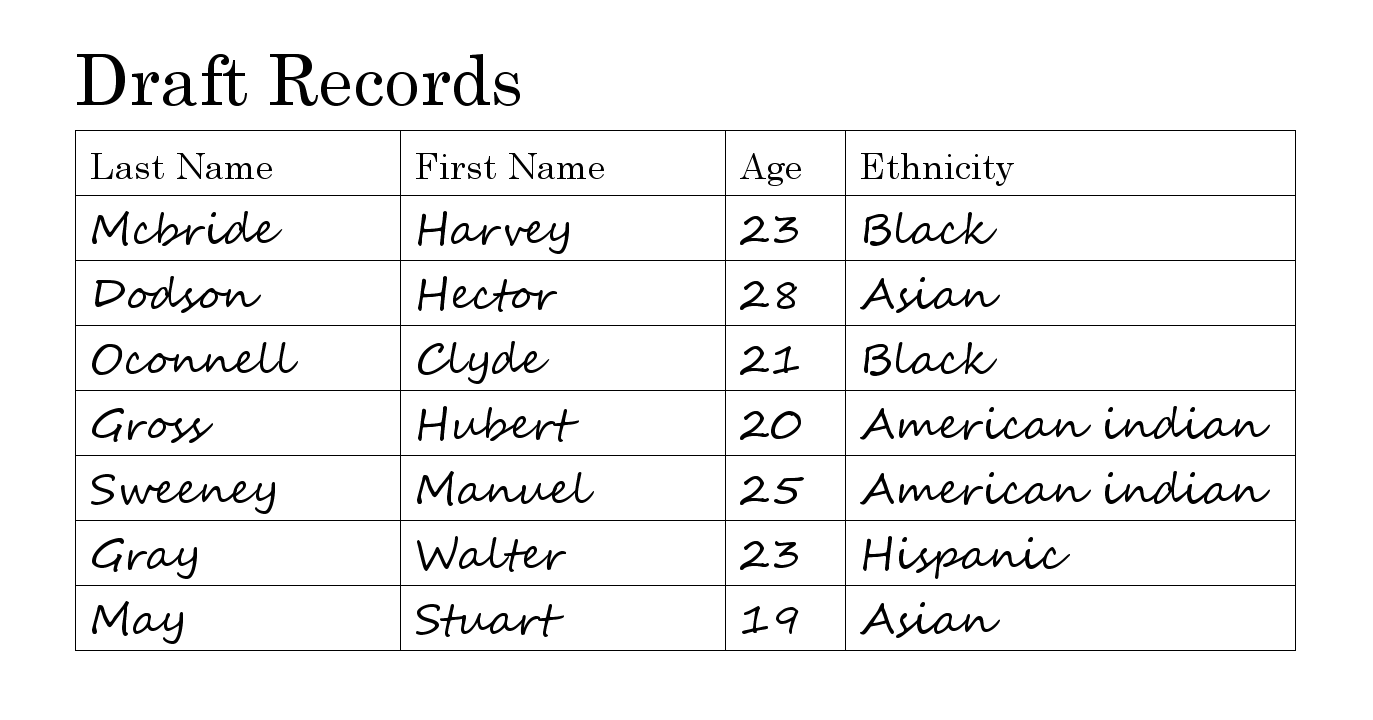 Draft Records
Last Name First Name Age Ethnicity
Mcbride Harvey 23 Black
Dodson Hector 28 Asian
Oconnell Clyde 21 Black
Gross Hubert 20 American indian
Sweeney Manuel 25 American indian
Gray Walter 23 Hispanic
May Stuart 19 Asian